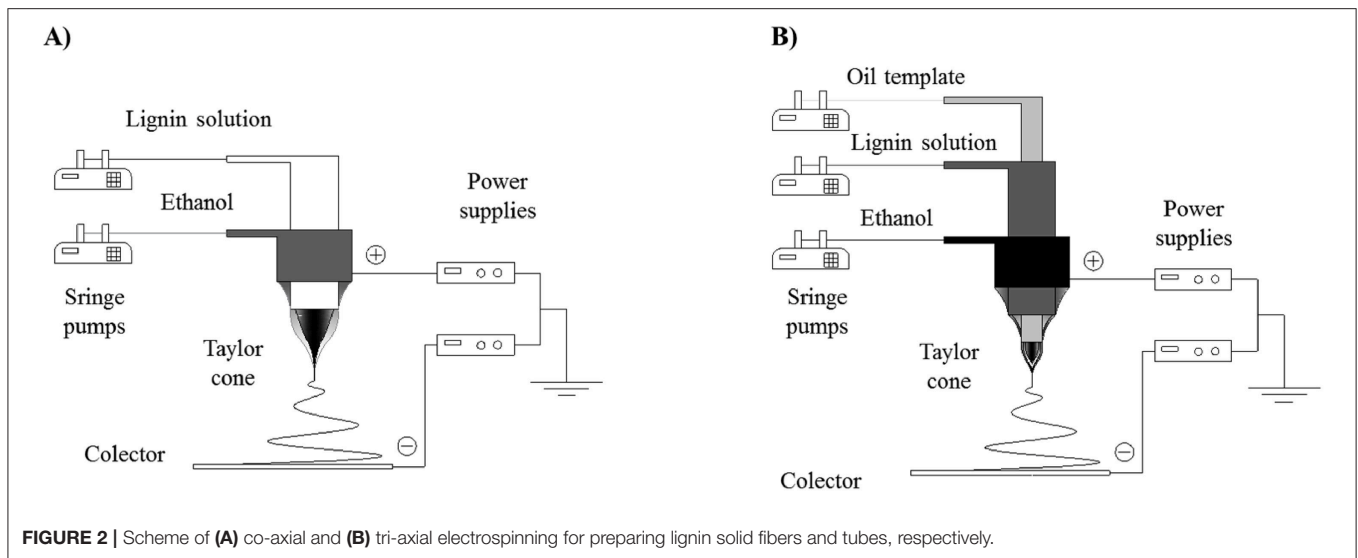 A)
Lignin solution
Ethanol
Power
supplies
+
Sringe
pumps
Taylor
cone
−
Colector
B)
Oil template
Lignin solution
Ethanol
Power
supplies
+
Sringe
pumps
Taylor
cone
−
Colector
FIGURE 2 | Scheme of (A) co-axial and (B) tri-axial electrospinning for preparing lignin solid fibers and tubes, respectively.